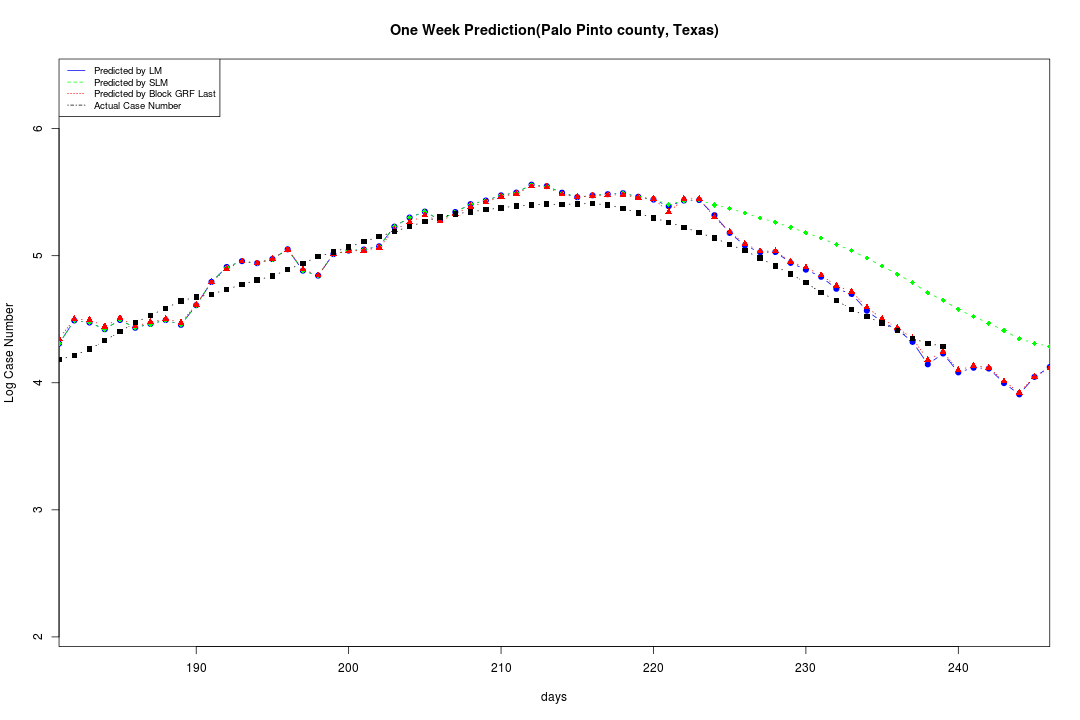 One Week Prediction(Palo Pinto county, Texas)
Predicted by LM
Predicted by SLM
Predicted by Block GRF Last
Actual Case Number
6
5
4
3
2
Log Case Number
190 200 210 220 230 240
days